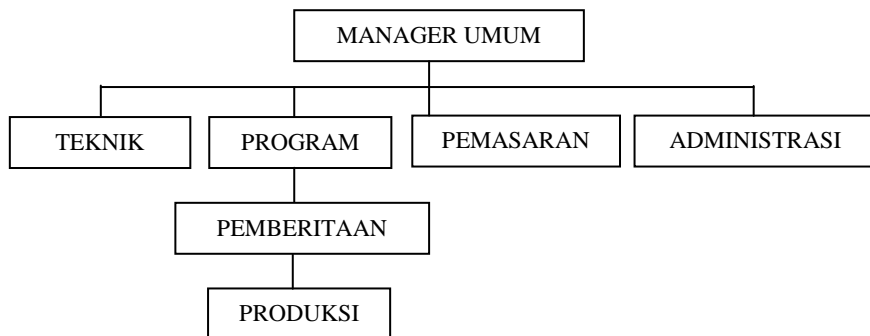 MANAGER UMUM
TEKNIK
PROGRAM
PEMASARAN
ADMINISTRASI
PEMBERITAAN
PRODUKSI